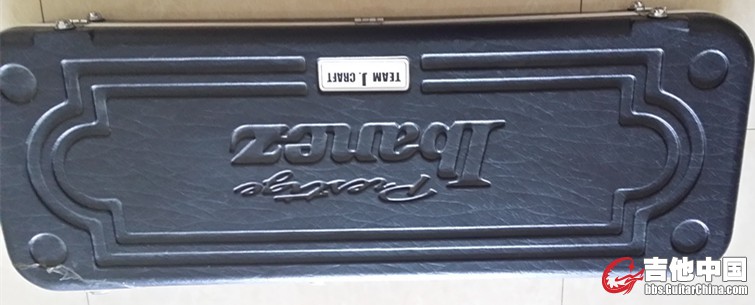 TEAM J. CRAFT
Ibanez
Prestige
吉他中国
bbs.GuitarChina.com